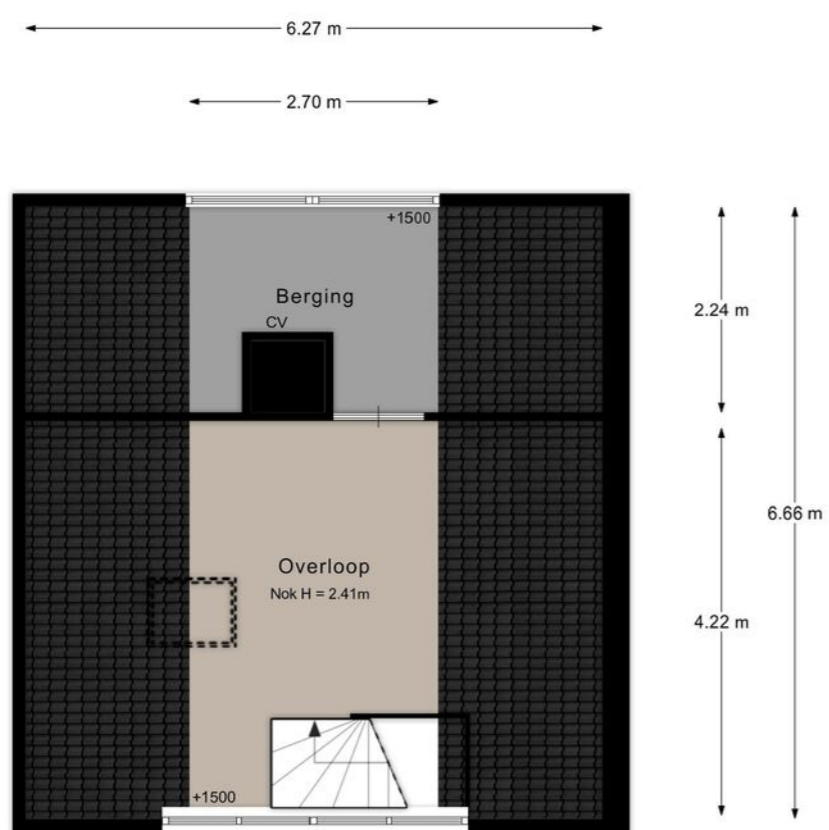 6.27 m
2.70 m
+1500
Berging
CV
2.24 m
6.66 m
Overloop
Nok H = 2.41m
4.22 m
+1500